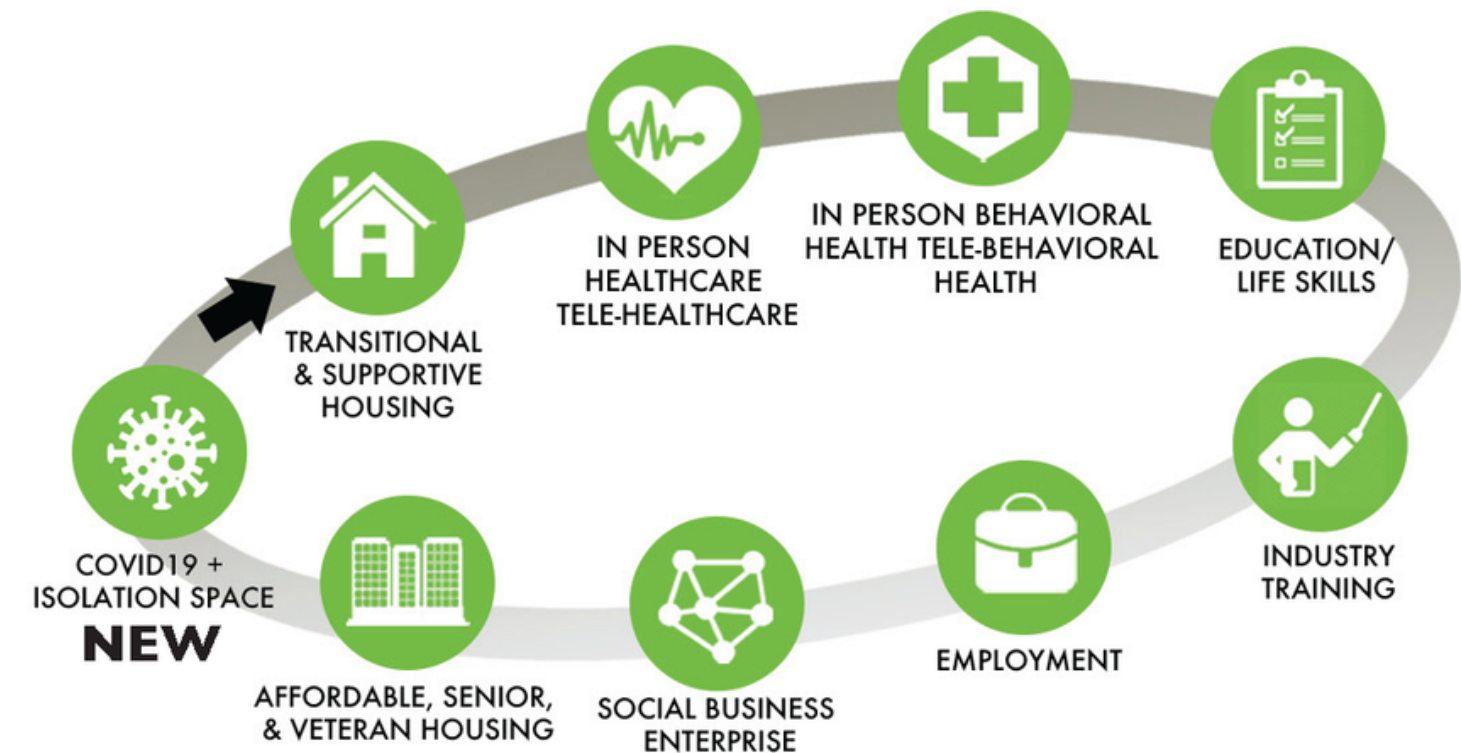 TRANSITIONAL
& SUPPORTIVE
HOUSING
IN PERSON
HEALTHCARE
TELE-HEALTHCARE
IN PERSON BEHAVIORAL
HEALTH TELE-BEHAVIORAL
HEALTH
EDUCATION/
LIFE SKILLS
INDUSTRY
TRAINING
EMPLOYMENT
SOCIAL BUSINESS
ENTERPRISE
AFFORDABLE, SENIOR,
& VETERAN HOUSING
COVID19 +
ISOLATION SPACE
NEW